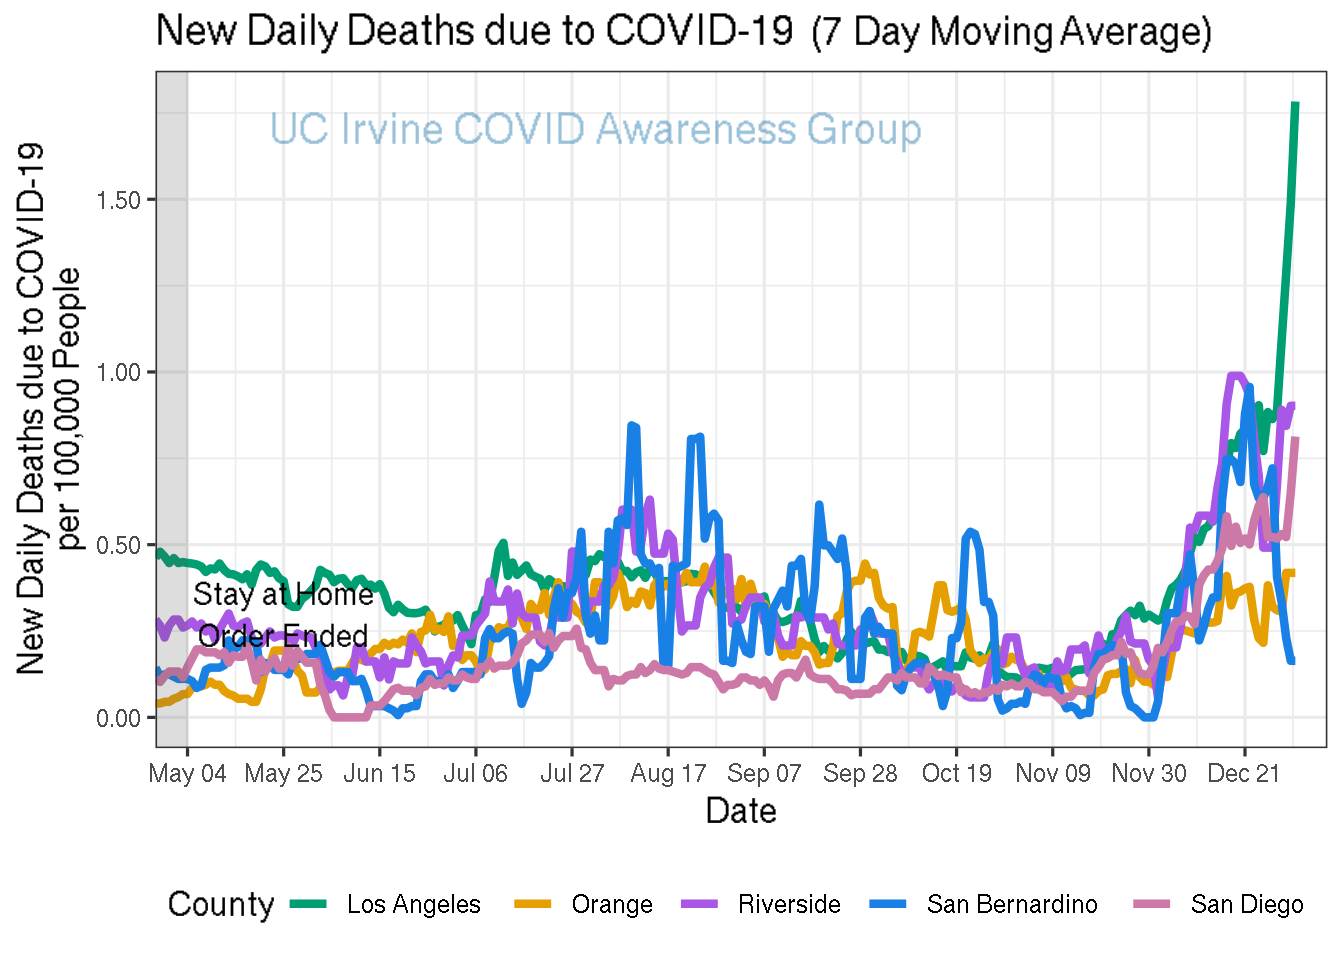 New Daily Deaths due to COVID-19 (7 Day Moving Average)
UC Irvine COVID Awareness Group
New Daily Deaths due to COVID-19
per 100,000 People
1.50
1.00
0.50
0.00
Stay at Home
Order Ended
May 04 May 25 Jun 15 Jul 06 Jul 27 Aug 17 Sep 07 Sep 28 Oct 19 Nov 09 Nov 30 Dec 21
Date
County Los Angeles Orange Riverside San Bernardino San Diego